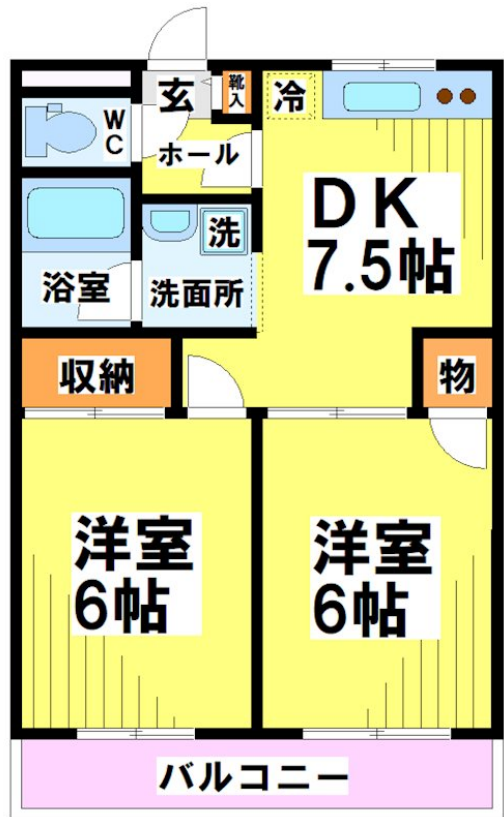 玄
靴入
冷
WC
ホール
DK
7.5帖
洗
浴室
洗面所
収納
物
洋室
6帖
洋室
6帖
バルコニー